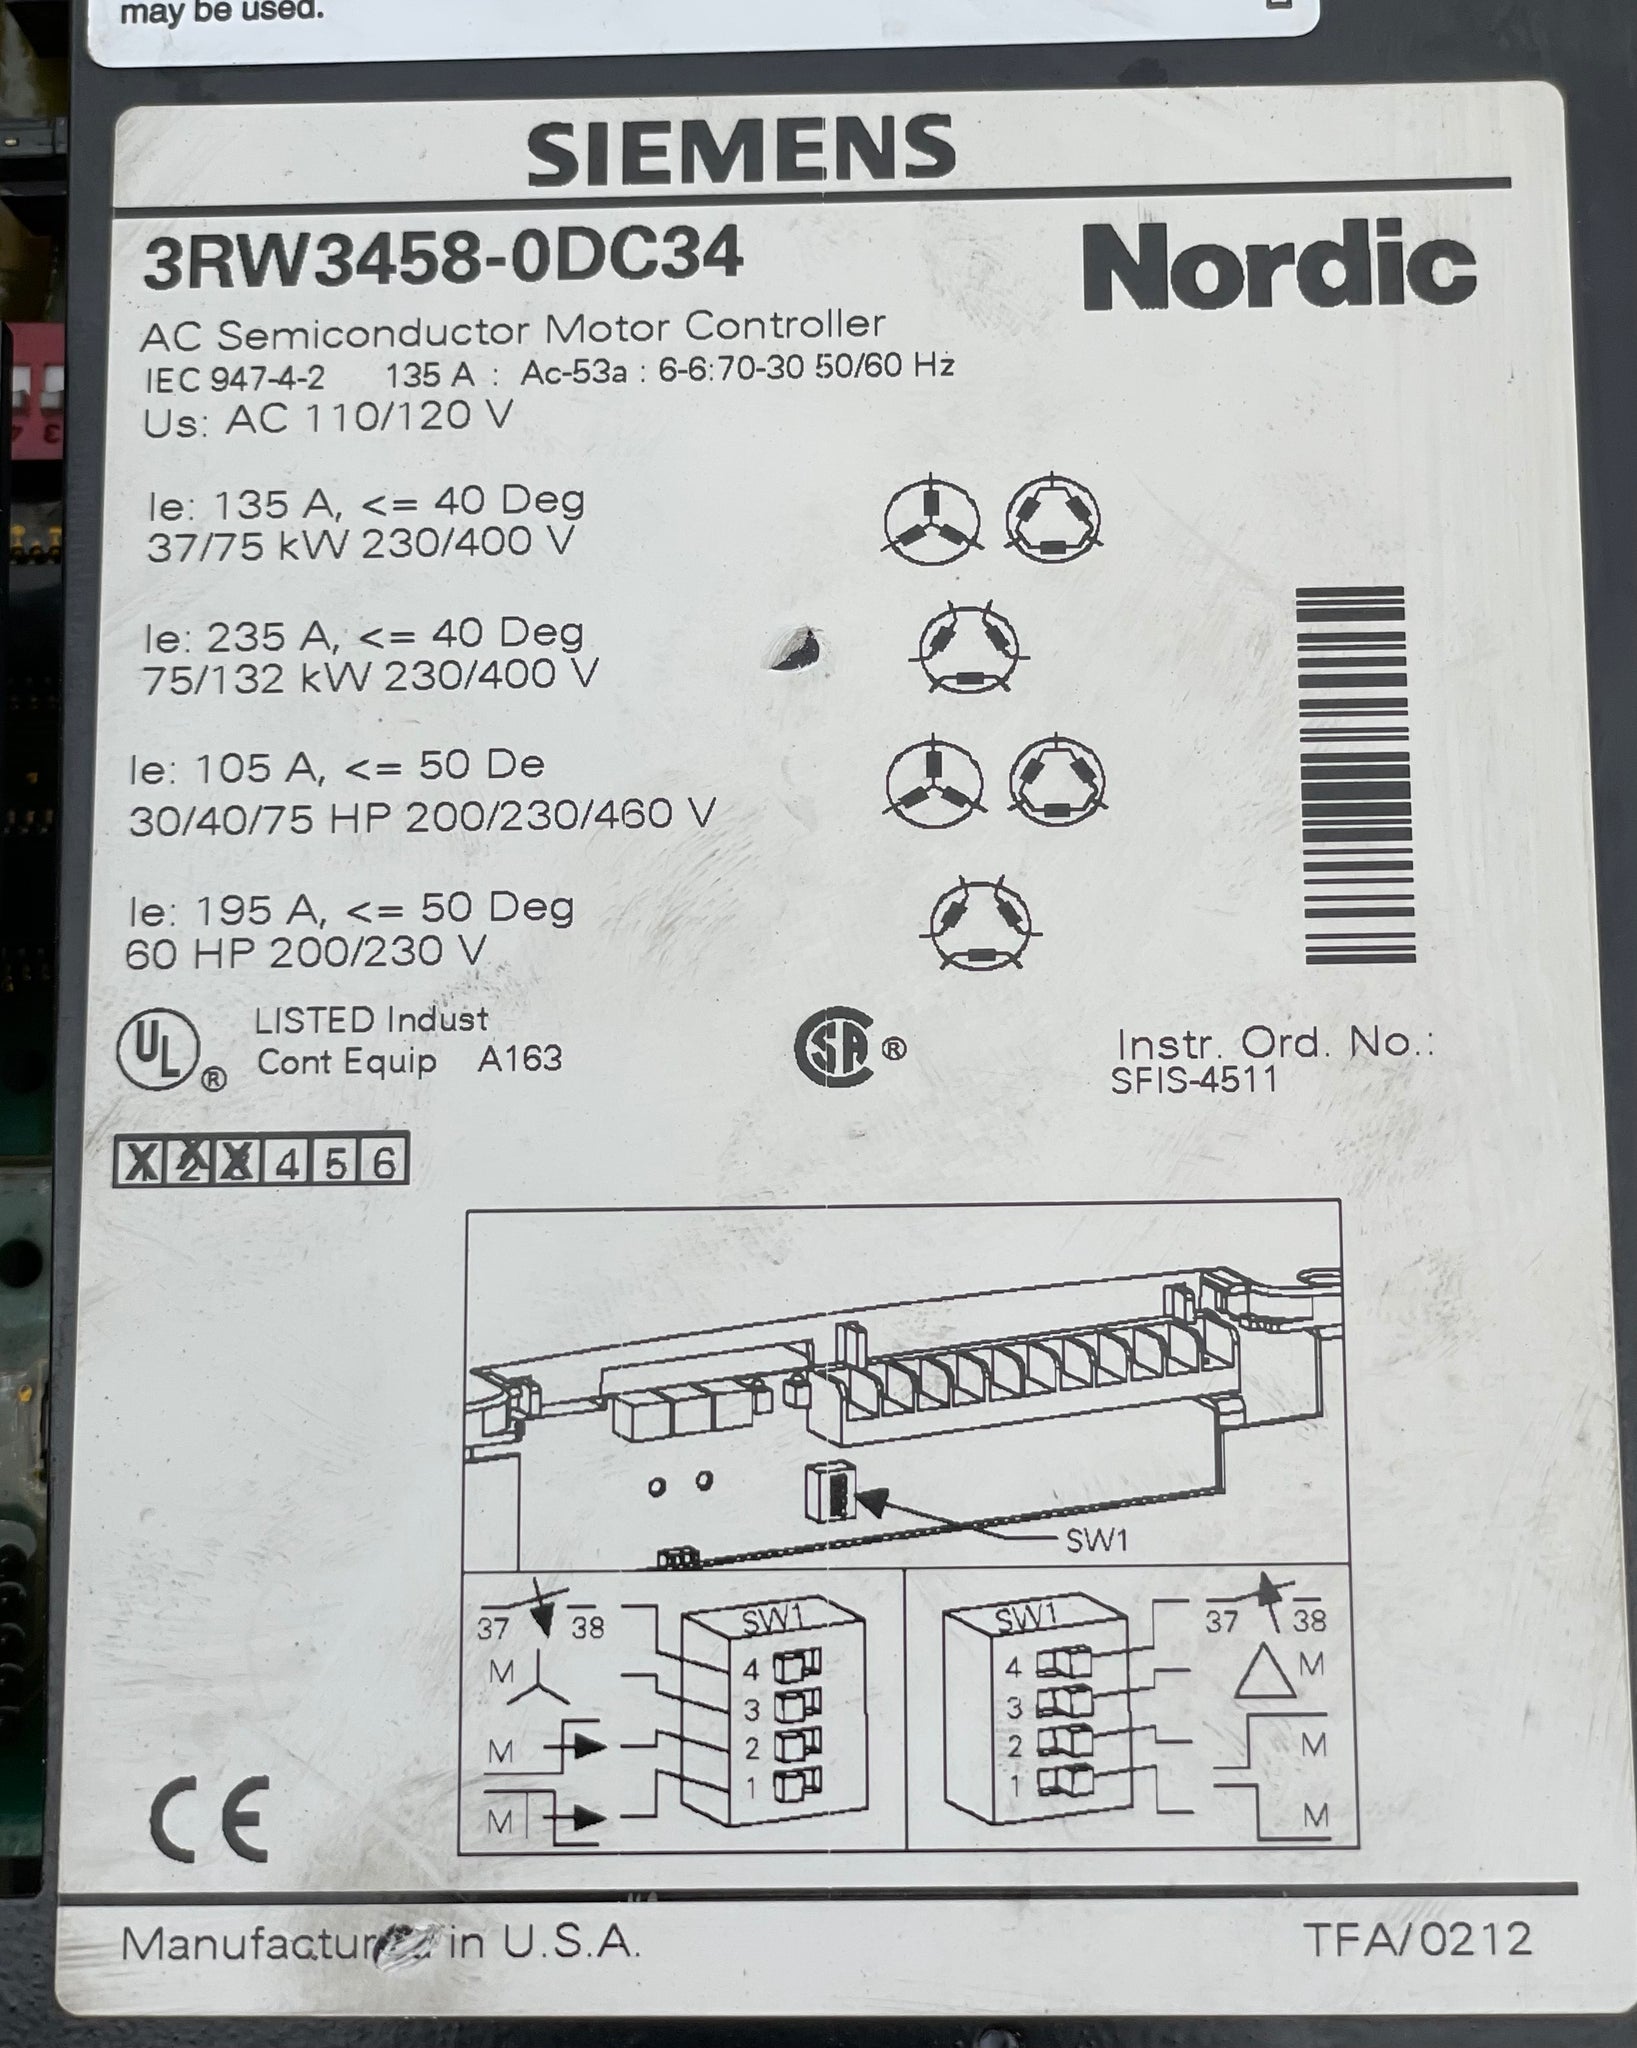 may be used.
SIEMENS
3RW3458-0DC34
Nordic
AC Semiconductor Motor Controller
IEC 947-4-2 135 A : Ac-53a : 6-6:70-30 50/60 Hz
Us: AC 110/120 V
Ie: 135 A, <= 40 Deg
37/75 kW 230/400 V
Ie: 235 A, <= 40 Deg
75/132 kW 230/400 V
Ie: 105 A, <= 50 De
30/40/75 HP 200/230/460 V
Ie: 195 A, <= 50 Deg
60 HP 200/230 V
UL ® LISTED Indust
Cont Equip A163
CSA ®
Instr. Ord. No.:
SFIS-4511
X X X 4 5 6
SW1
37 38
M
M
M
SW1
4
3
2
1
SW1
4
3
2
1
37 38
M
M
M
CE
in U.S.A.
TFA/0212
3 4